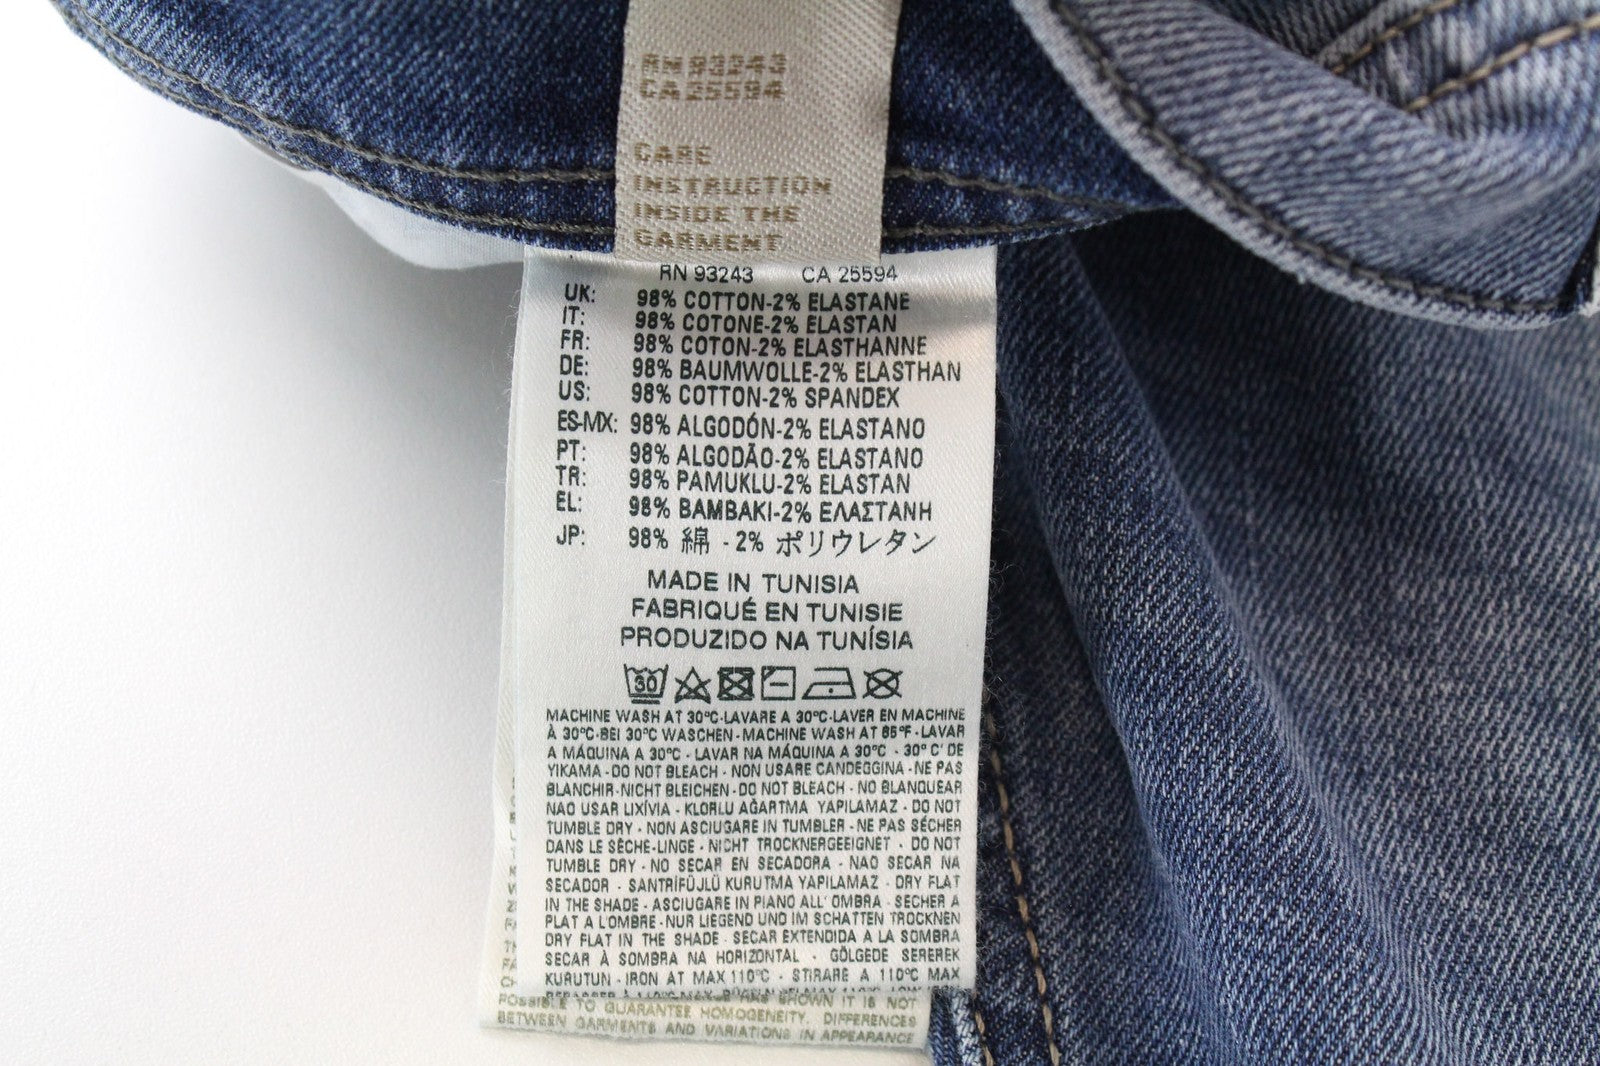 RN 93243
CA 25594
CARE
INSTRUCTION
INSIDE THE
GARMENT
RN 93243 CA 25594
UK: 98% COTTON-2% ELASTANE
IT: 98% COTONE-2% ELASTAN
FR: 98% COTON-2% ELASTHANNE
DE: 98% BAUMWOLLE-2% ELASTHAN
US: 98% COTTON-2% SPANDEX
ES-MX: 98% ALGODÓN-2% ELASTANO
PT: 98% ALGODÃO-2% ELASTANO
TR: 98% PAMUKLU-2% ELASTAN
EL: 98% ΒΑΜΒΑΚΙ-2% ΕΛΑΣΤΑΝΗ
JP: 98% 綿 - 2% ポリウレタン
MADE IN TUNISIA
FABRIQUÉ EN TUNISIE
PRODUZIDO NA TUNÍSIA
30
MACHINE WASH AT 30°C-LAVARE A 30°C-LAVER EN MACHINE
À 30°C-BEI 30°C WASCHEN - MACHINE WASH AT 85°F - LAVAR
A MÁQUINA A 30°C - LAVAR NA MÁQUINA A 30°C - 30° C' DE
YIKAMA - DO NOT BLEACH - NON USARE CANDEGGINA - NE PAS
BLANCHIR - NICHT BLEICHEN - DO NOT BLEACH - NO BLANQUEAR
NAO USAR LIXÍVIA - KLORLU AĞARTMA YAPILAMAZ - DO NOT
TUMBLE DRY - NON ASCIUGARE IN TUMBLER - NE PAS SÉCHER
DANS LE SÈCHE-LINGE - NICHT TROCKNERGEEIGNET - DO NOT
TUMBLE DRY - NO SECAR EN SECADORA - NAO SECAR NA
SECADOR - SANTRİFÜJLÜ KURUTMA YAPILAMAZ - DRY FLAT
IN THE SHADE - ASCIUGARE IN PIANO ALL' OMBRA - SECHER A
PLAT A L'OMBRE - NUR LIEGEND UND IM SCHATTEN TROCKNEN
DRY FLAT IN THE SHADE - SECAR EXTENDIDA A LA SOMBRA
SECAR À SOMBRA NA HORIZONTAL - GÖLGEDE SEREREK
KURUTUN - IRON AT MAX 110°C - STIRARE A 110°C MAX
SHOWN IT IS NOT
POSSIBLE TO GUARANTEE HOMOGENEITY. DIFFERENCES
BETWEEN GARMENTS AND VARIATIONS IN APPEARANCE